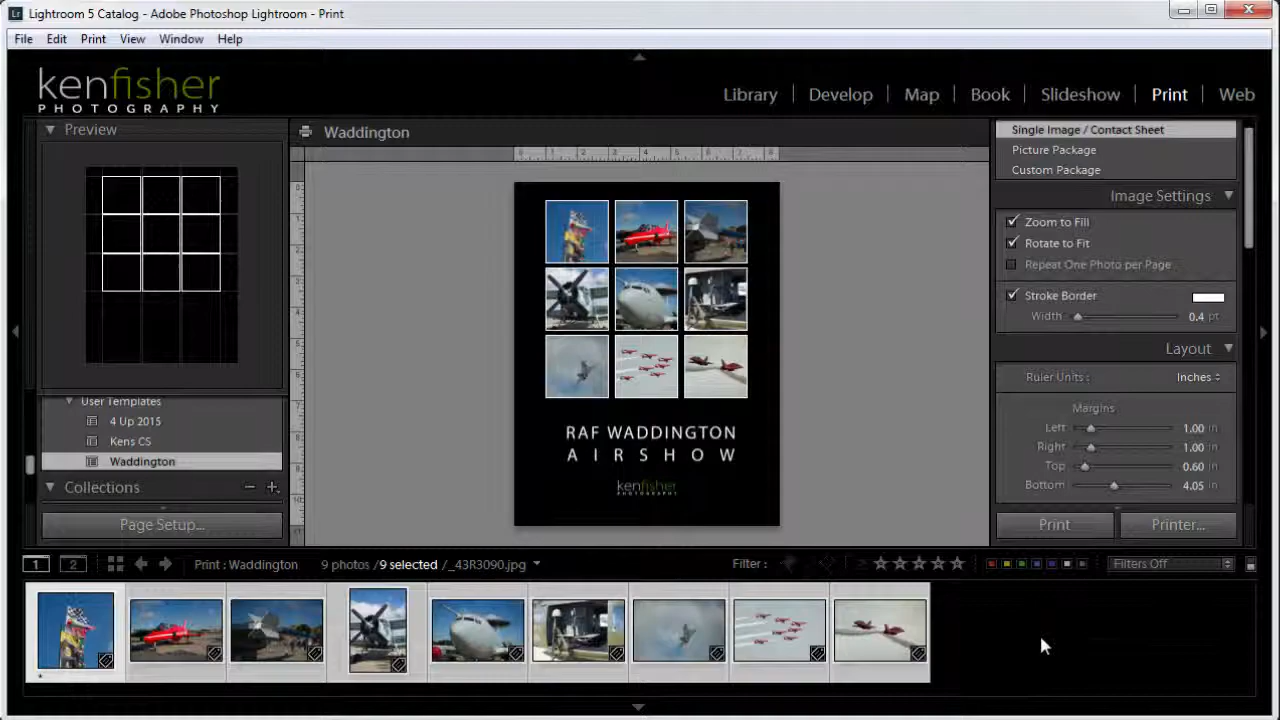 Lightroom 5 Catalog - Adobe Photoshop Lightroom - Print
File Edit Print View Window Help
kenfisher
PHOTOGRAPHY
Library Develop Map Book Slideshow Print Web
Preview
Waddington
Single Image / Contact Sheet
Picture Package
Custom Package
Image Settings
Zoom to Fill
Rotate to Fit
Repeat One Photo per Page
Stroke Border
Width 0.4 pt
Layout
Ruler Units : Inches
Margins
Left 1.00 in
Right 1.00 in
Top 0.60 in
Bottom 4.05 in
RAF WADDINGTON
AIRSHOW
kenfisher
PHOTOGRAPHY
User Templates
4 Up 2015
Kens CS
Waddington
Collections
Page Setup...
Print Printer...
1 2 Print : Waddington 9 photos / 9 selected / _43R3090.jpg Filter : Filters Off